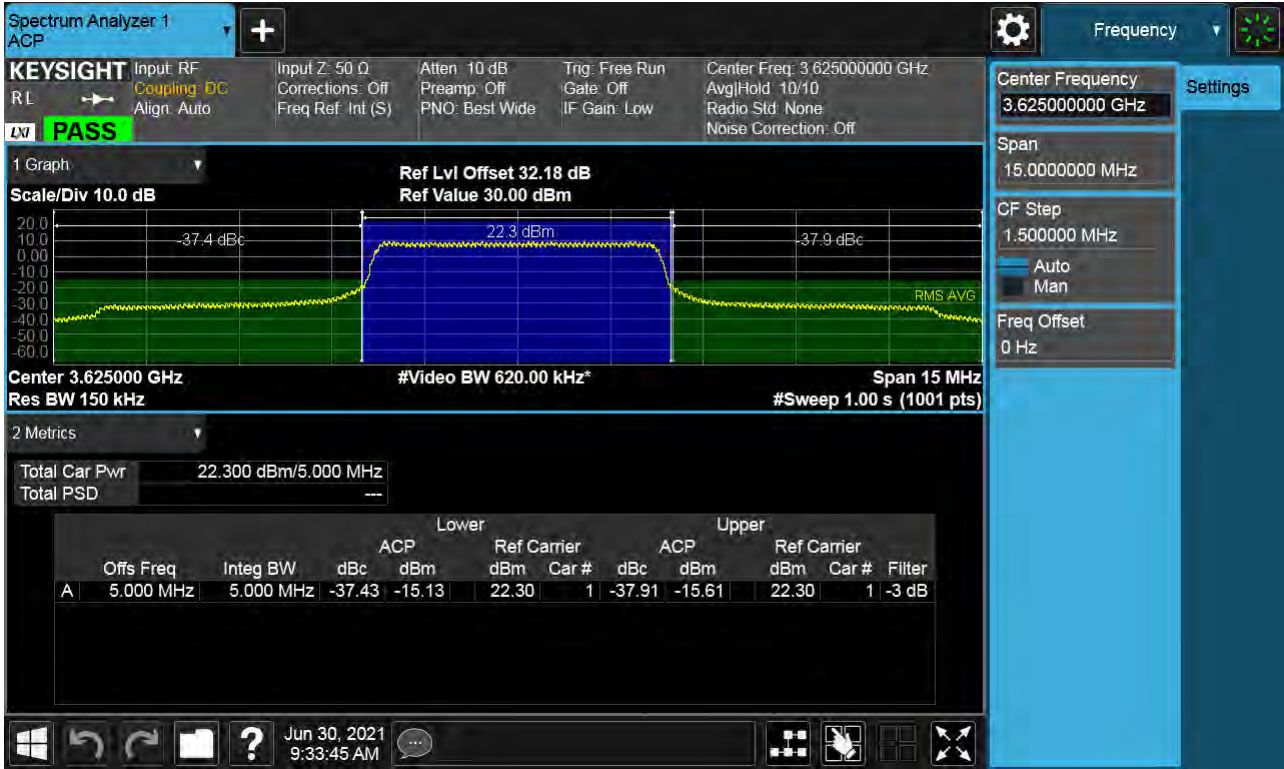 Spectrum Analyzer 1
ACP
+
Frequency
KEYSIGHT
RL
LXI
PASS
Input: RF
Coupling: DC
Align: Auto
Input Z: 50 Ω
Corrections: Off
Freq Ref: Int (S)
Atten: 10 dB
Preamp: Off
PNO: Best Wide
Trig: Free Run
Gate: Off
IF Gain: Low
Center Freq: 3.625000000 GHz
Avg|Hold: 10/10
Radio Std: None
Noise Correction: Off
1 Graph
Scale/Div 10.0 dB
Ref Lvl Offset 32.18 dB
Ref Value 30.00 dBm
20.0
10.0
0.00
-10.0
-20.0
-30.0
-40.0
-50.0
-60.0
-37.4 dBc
22.3 dBm
-37.9 dBc
RMS AVG
Center 3.625000 GHz
#Video BW 620.00 kHz*
Span 15 MHz
Res BW 150 kHz
#Sweep 1.00 s (1001 pts)
2 Metrics
Total Car Pwr 22.300 dBm/5.000 MHz
Total PSD ---
Lower Upper
ACP Ref Carrier ACP Ref Carrier
Offs Freq Integ BW dBc dBm dBm Car # dBc dBm dBm Car # Filter
A 5.000 MHz 5.000 MHz -37.43 -15.13 22.30 1 -37.91 -15.61 22.30 1 -3 dB
?
Jun 30, 2021
9:33:45 AM
Center Frequency
3.625000000 GHz
Settings
Span
15.0000000 MHz
CF Step
1.500000 MHz
Auto
Man
Freq Offset
0 Hz